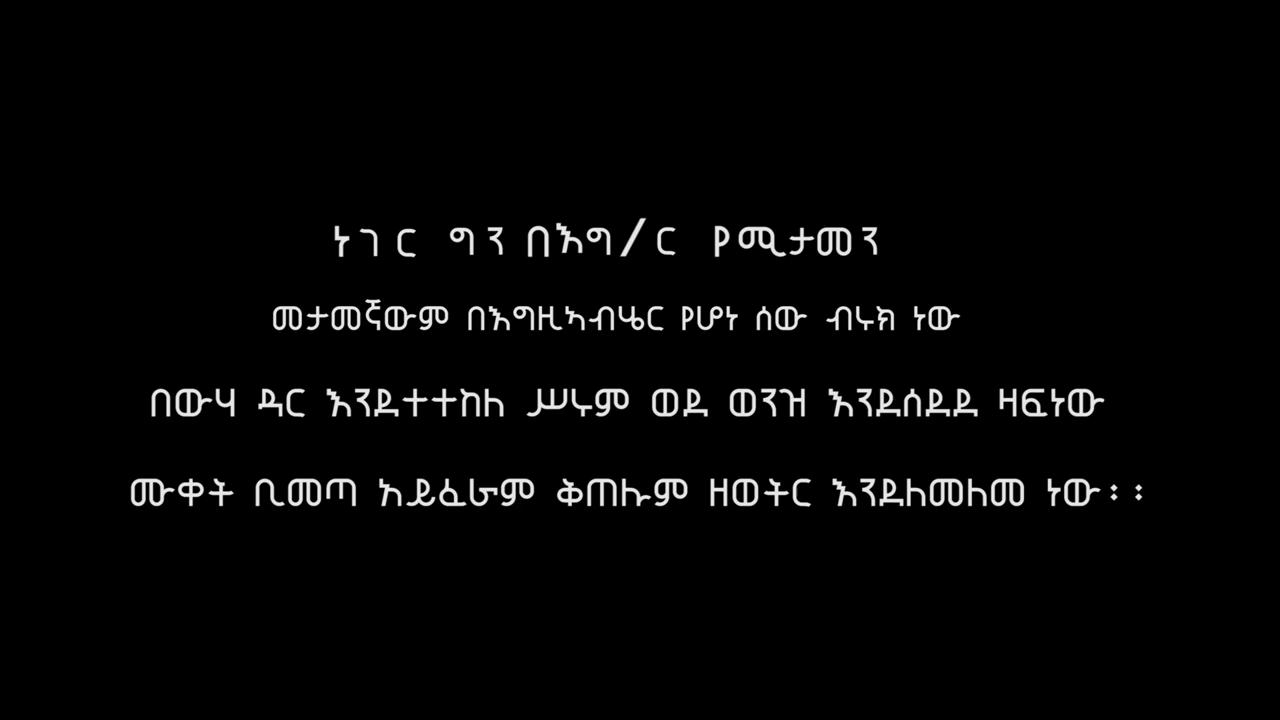 ነገር ግን በእግ/ር የሚታመን
መታመኛውም በእግዚኣብሄር የሆነ ሰው ብሩክ ነው
በውሃ ዳር እንደተተከለ ሥሩም ወደ ወንዝ እንደሰደደ ዛፍነው
ሙቀት ቢመጣ አይፈራም ቅጠሉም ዘወትር እንደለመለመ ነው፡፡